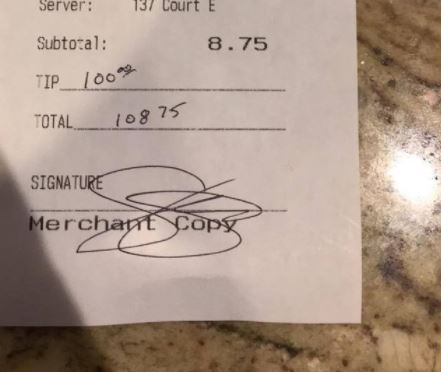 Server: 137 Court E
Subtotal: 8.75
TIP 100 00
TOTAL 108 75
SIGNATURE
Merchant Copy